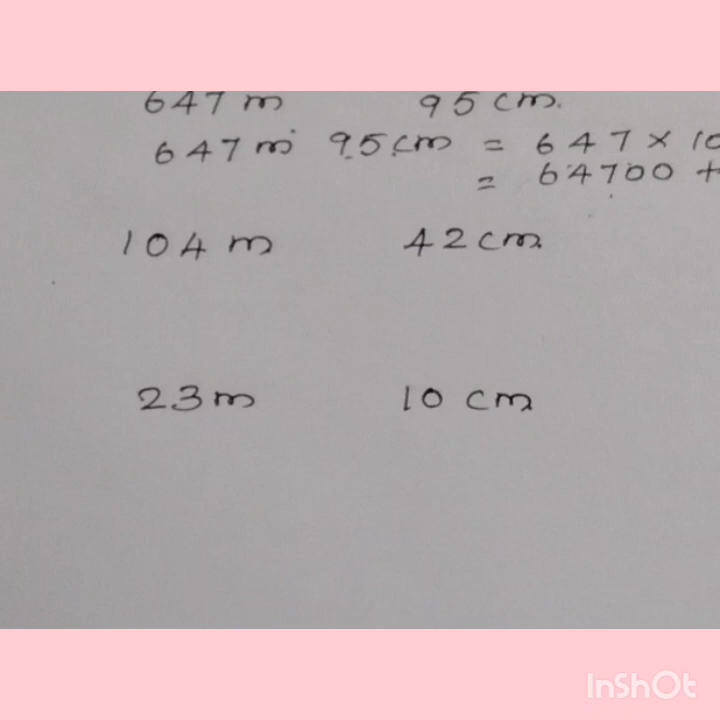 647 m 95 cm.
647 m 95 cm = 647 × 10
= 64700 +
104 m 42 cm.
23 m 10 cm
InShOt